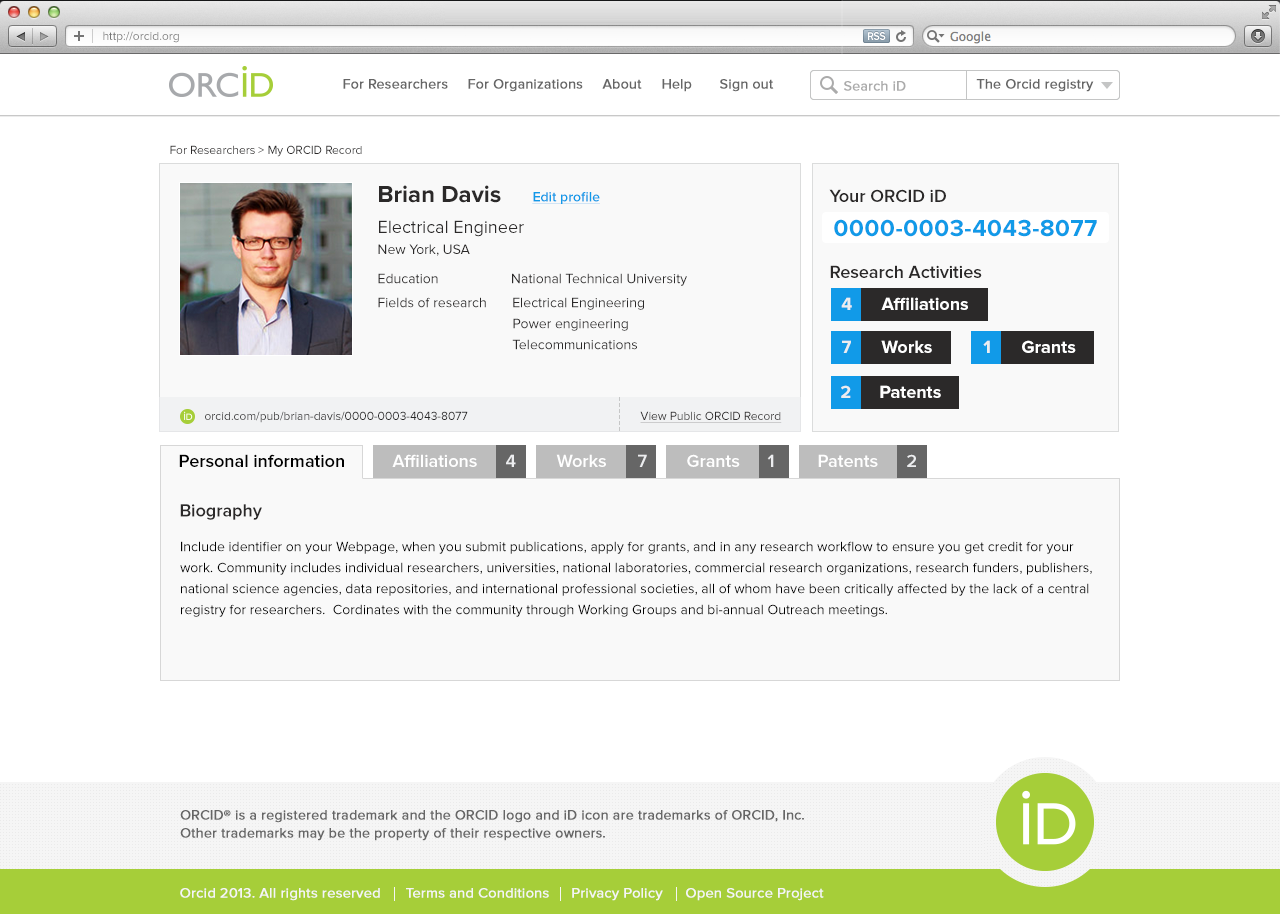 http://orcid.org
RSS
Google
ORCiD
For Researchers
For Organizations
About
Help
Sign out
Search iD
The Orcid registry
For Researchers > My ORCID Record
Brian Davis
Edit profile
Electrical Engineer
New York, USA
Education
National Technical University
Fields of research
Electrical Engineering
Power engineering
Telecommunications
iD
orcid.com/pub/brian-davis/0000-0003-4043-8077
View Public ORCID Record
Your ORCID iD
0000-0003-4043-8077
Research Activities
4 Affiliations
7 Works
1 Grants
2 Patents
Personal information
Affiliations 4
Works 7
Grants 1
Patents 2
Biography
Include identifier on your Webpage, when you submit publications, apply for grants, and in any research workflow to ensure you get credit for your
work. Community includes individual researchers, universities, national laboratories, commercial research organizations, research funders, publishers,
national science agencies, data repositories, and international professional societies, all of whom have been critically affected by the lack of a central
registry for researchers.  Cordinates with the community through Working Groups and bi-annual Outreach meetings.
ORCID® is a registered trademark and the ORCID logo and iD icon are trademarks of ORCID, Inc.
Other trademarks may be the property of their respective owners.
iD
Orcid 2013. All rights reserved | Terms and Conditions | Privacy Policy | Open Source Project